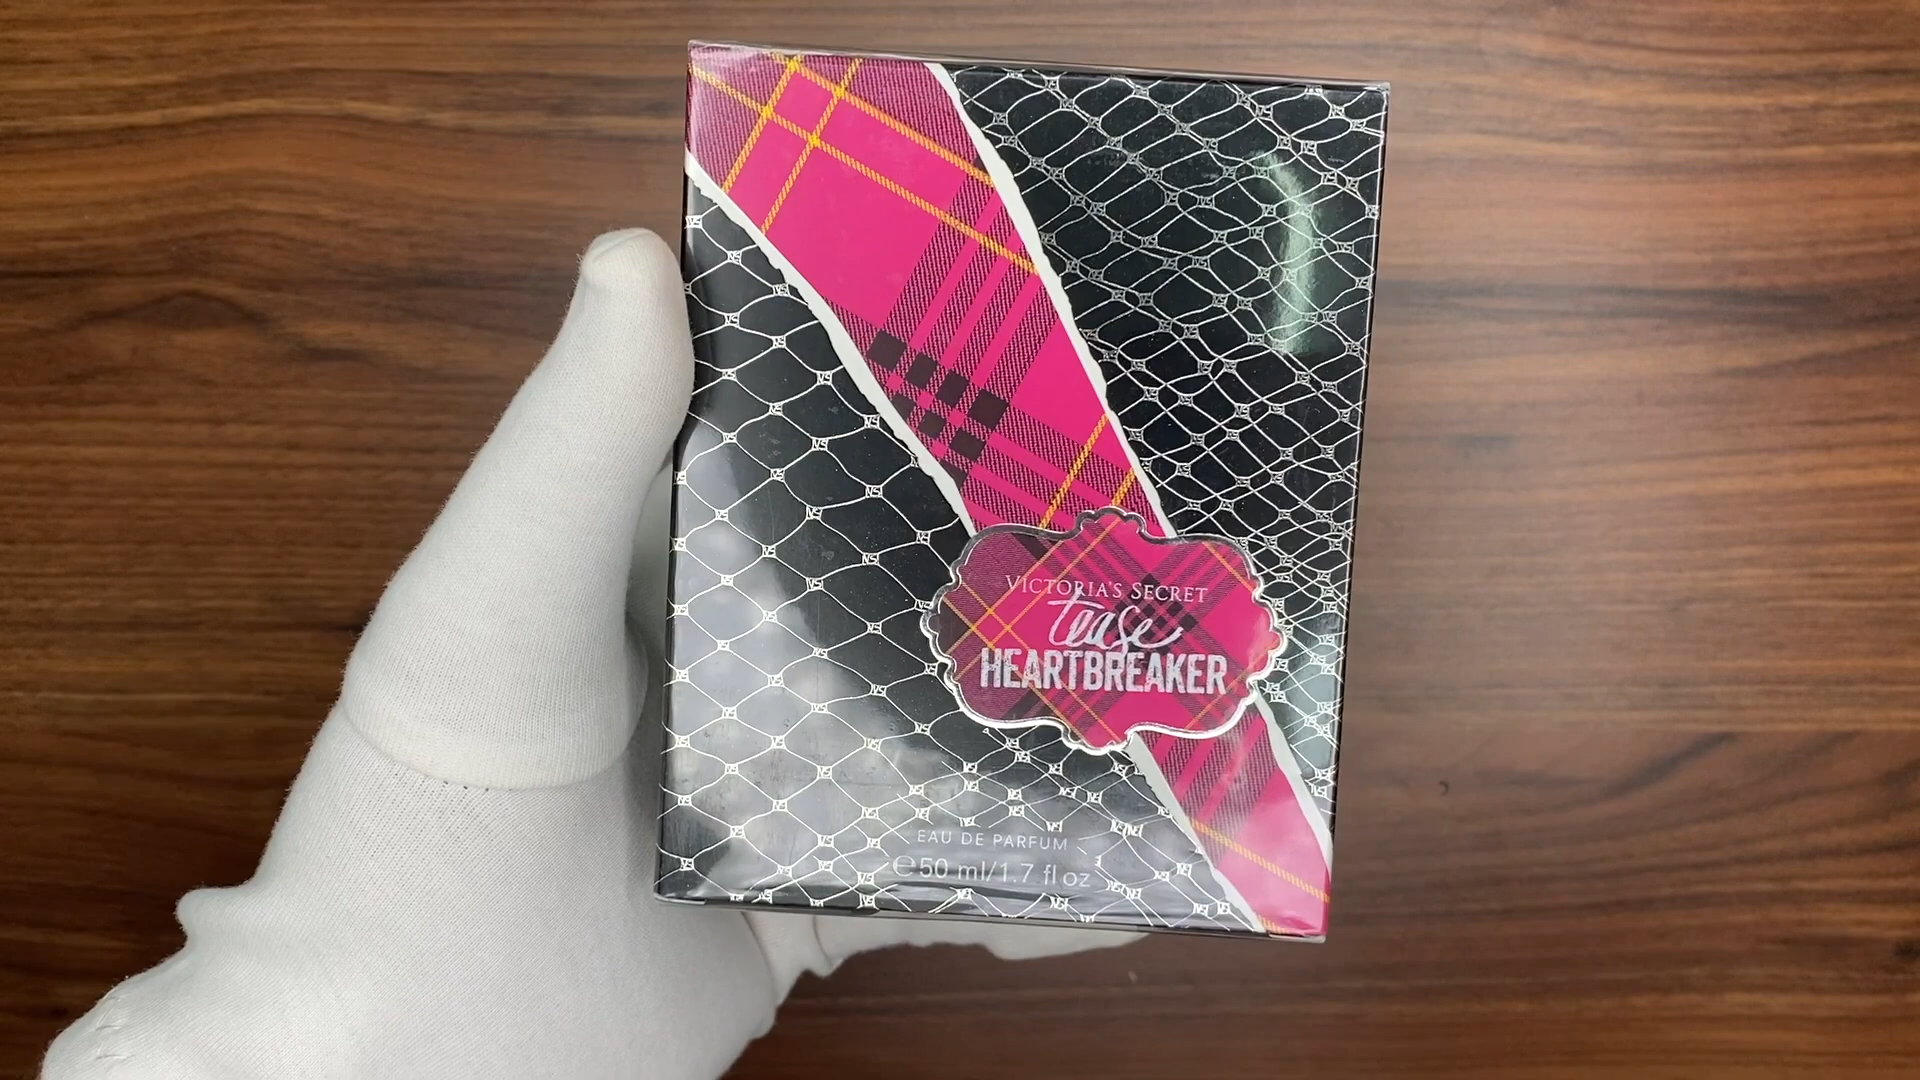 VICTORIA'S SECRET
tease
HEARTBREAKER
EAU DE PARFUM
℮50 ml/1.7 fl oz